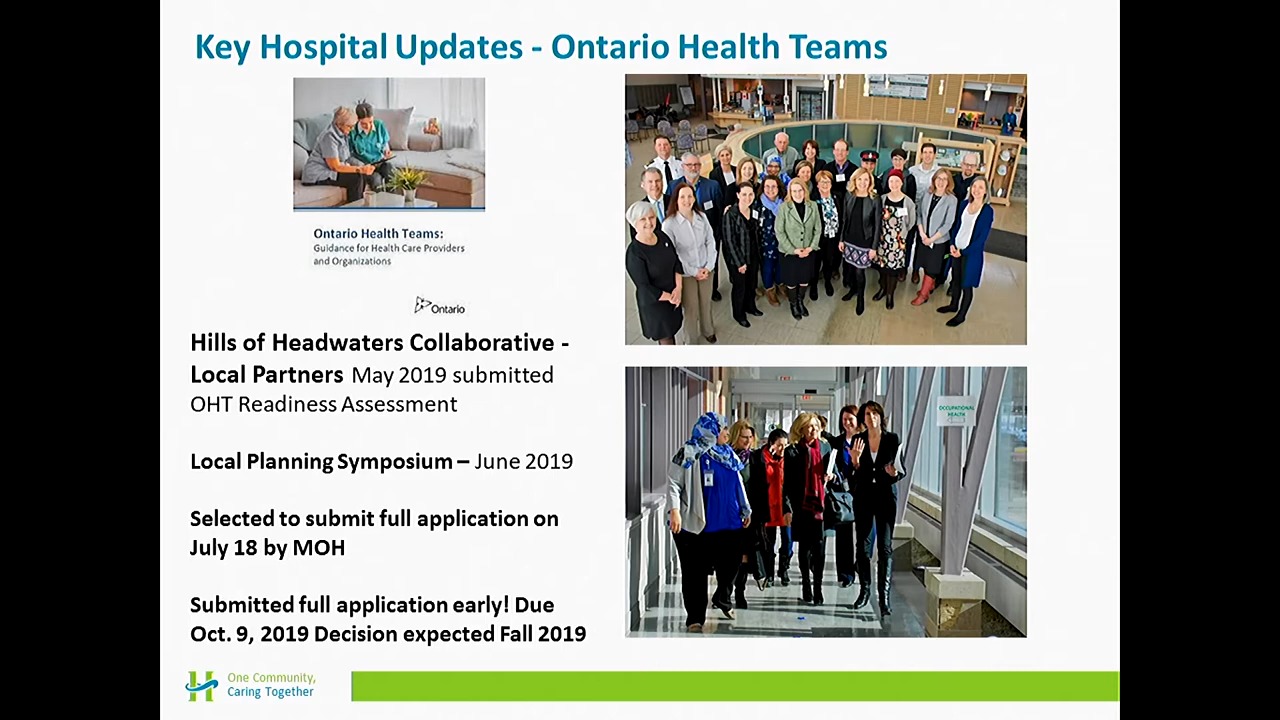 Key Hospital Updates - Ontario Health Teams
Ontario Health Teams:
Guidance for Health Care Providers
and Organizations
Ontario
Hills of Headwaters Collaborative -
Local Partners May 2019 submitted
OHT Readiness Assessment
Local Planning Symposium – June 2019
Selected to submit full application on
July 18 by MOH
Submitted full application early! Due
Oct. 9, 2019 Decision expected Fall 2019
OCCUPATIONAL
HEALTH
One Community,
Caring Together